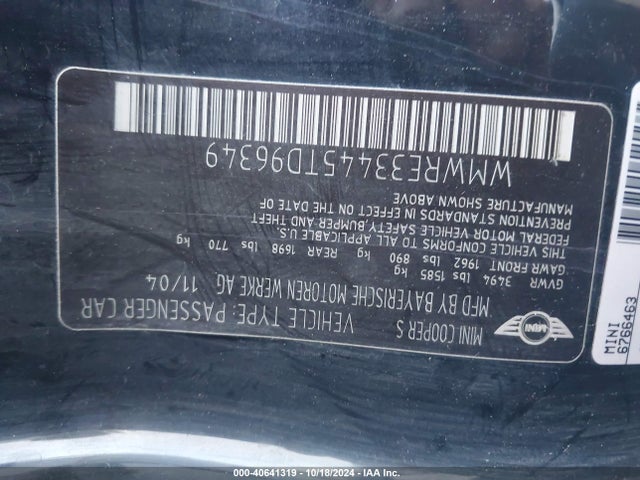 MINI
MINI COOPER S
VEHICLE TYPE: PASSENGER CAR
MFD BY BAYERISCHE MOTOREN WERKE AG 11/04
GVWR 3494 lbs 1585 kg
GAWR FRONT 1962 lbs 890 kg REAR 1698 lbs 770 kg
THIS VEHICLE CONFORMS TO ALL APPLICABLE U.S.
FEDERAL MOTOR VEHICLE SAFETY, BUMPER AND THEFT
PREVENTION STANDARDS IN EFFECT ON THE DATE OF
MANUFACTURE SHOWN ABOVE
WMWRE33445TD96349
MINI
6766463
000-40641319 | 10/18/2024 | IAA Inc.